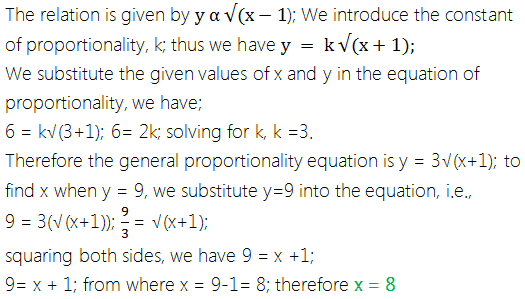 The relation is given by y α √(x − 1); We introduce the constant
of proportionality, k; thus we have y = k√(x + 1);
We substitute the given values of x and y in the equation of
proportionality, we have;
6 = k√(3+1); 6= 2k; solving for k, k =3.
Therefore the general proportionality equation is y = 3√(x+1); to
find x when y = 9, we substitute y=9 into the equation, i.e.,
9 = 3(√(x+1)); 9/3 = √(x+1);
squaring both sides, we have 9 = x +1;
9= x + 1; from where x = 9-1= 8; therefore x = 8